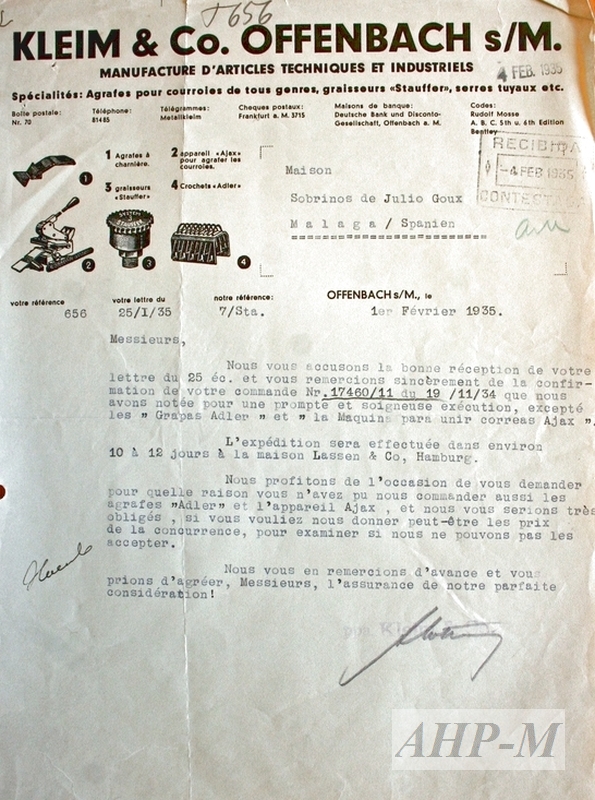 J 656
KLEIM & Co. OFFENBACH s/M.
MANUFACTURE D'ARTICLES TECHNIQUES ET INDUSTRIELS
4 FEB. 1935
Spécialités: Agrafes pour courroies de tous genres, graisseurs «Stauffer», serres tuyaux etc.
Boîte postale: Téléphone: Télégrammes: Cheques postaux: Maisons de banque: Codes:
Nr. 70 81485 Metallkleim Frankfurt a. M. 3715 Deutsche Bank und Disconto- Rudolf Mosse
Gesellschaft, Offenbach a. M. A. B. C. 5th u. 6th Edition
Bentley
RECIBIDA
-4 FEB 1935
CONTEST
1 Agrafes à charnière.
2 appareil «Ajax» pour agrafer les courroies.
3 graisseurs «Stauffer»
4 Crochets «Adler»
1
2
3
4
Maison
Sobrinos de Julio Goux
Malaga / Spanien
==========================
votre référence votre lettre du notre référence: OFFENBACH s/M., le
656 25/I/35 7/Sta. 1er Février 1935.
Messieurs,
Nous vous accusons la bonne réception de votre
lettre du 25 éc. et vous remercions sincèrement de la confir-
mation de votre commande Nr. 17460/11 du 19 /11/34 que nous
avons notée pour une prompte et soigneuse exécution, excepté
les " Grapas Adler " et " la Maquina para unir correas Ajax ".
L'expédition sera effectuée dans environ
10 à 12 jours à la maison Lassen & Co, Hamburg.
Nous profitons de l'occasion de vous demander
pour quelle raison vous n'avez pu nous commander aussi les
agrafes "Adler" et l'appareil Ajax , et nous vous serions très
obligés , si vous vouliez nous donner peut-être les prix
de la concurrence, pour examiner si nous ne pouvons pas les
accepter.
Nous vous en remercions d'avance et vous
prions d'agréer, Messieurs, l'assurance de notre parfaite
considération!
AHP-M